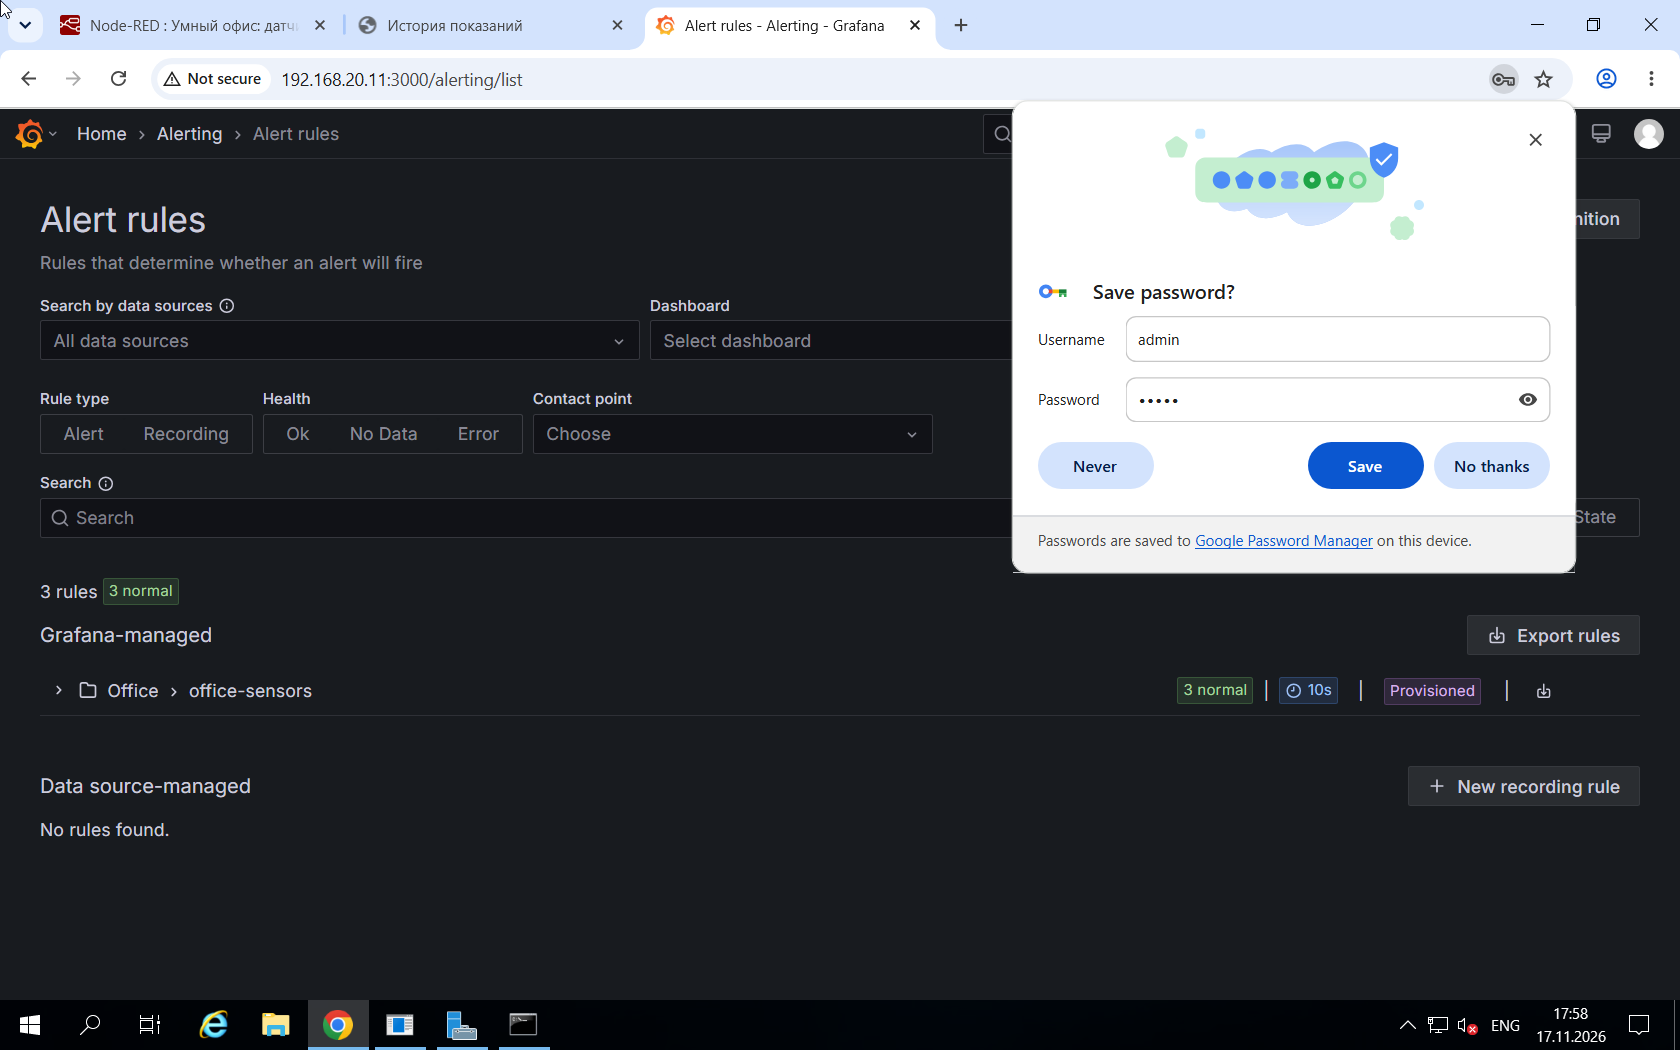 Node-RED : Умный офис: датч
История показаний
Alert rules - Alerting - Grafana
Not secure
192.168.20.11:3000/alerting/list
Home › Alerting › Alert rules
Alert rules
nition
Rules that determine whether an alert will fire
Search by data sources
Dashboard
All data sources
Select dashboard
Rule type
Health
Contact point
Alert
Recording
Ok
No Data
Error
Choose
Search
Search
State
Save password?
Username
admin
Password
•••••
Never
Save
No thanks
Passwords are saved to Google Password Manager on this device.
3 rules
3 normal
Grafana-managed
Export rules
Office › office-sensors
3 normal
10s
Provisioned
Data source-managed
New recording rule
No rules found.
ENG
17:58
17.11.2026